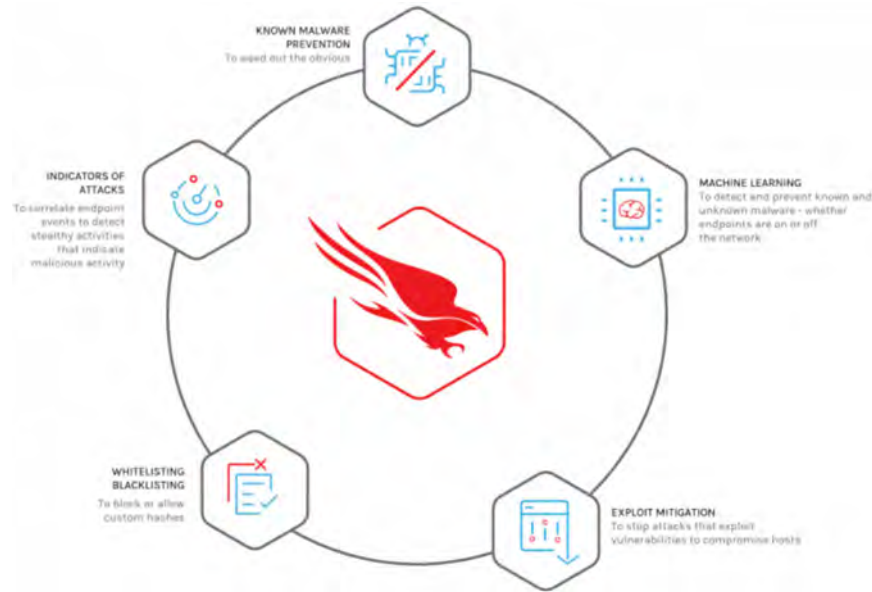 KNOWN MALWARE
PREVENTION
To weed out the obvious
MACHINE LEARNING
To detect and prevent known and
unknown malware - whether
endpoints are on or off
the network
INDICATORS OF
ATTACKS
To correlate endpoint
events to detect
stealthy activities
that indicate
malicious activity
WHITELISTING
BLACKLISTING
To block or allow
custom hashes
EXPLOIT MITIGATION
To stop attacks that exploit
vulnerabilities to compromise hosts